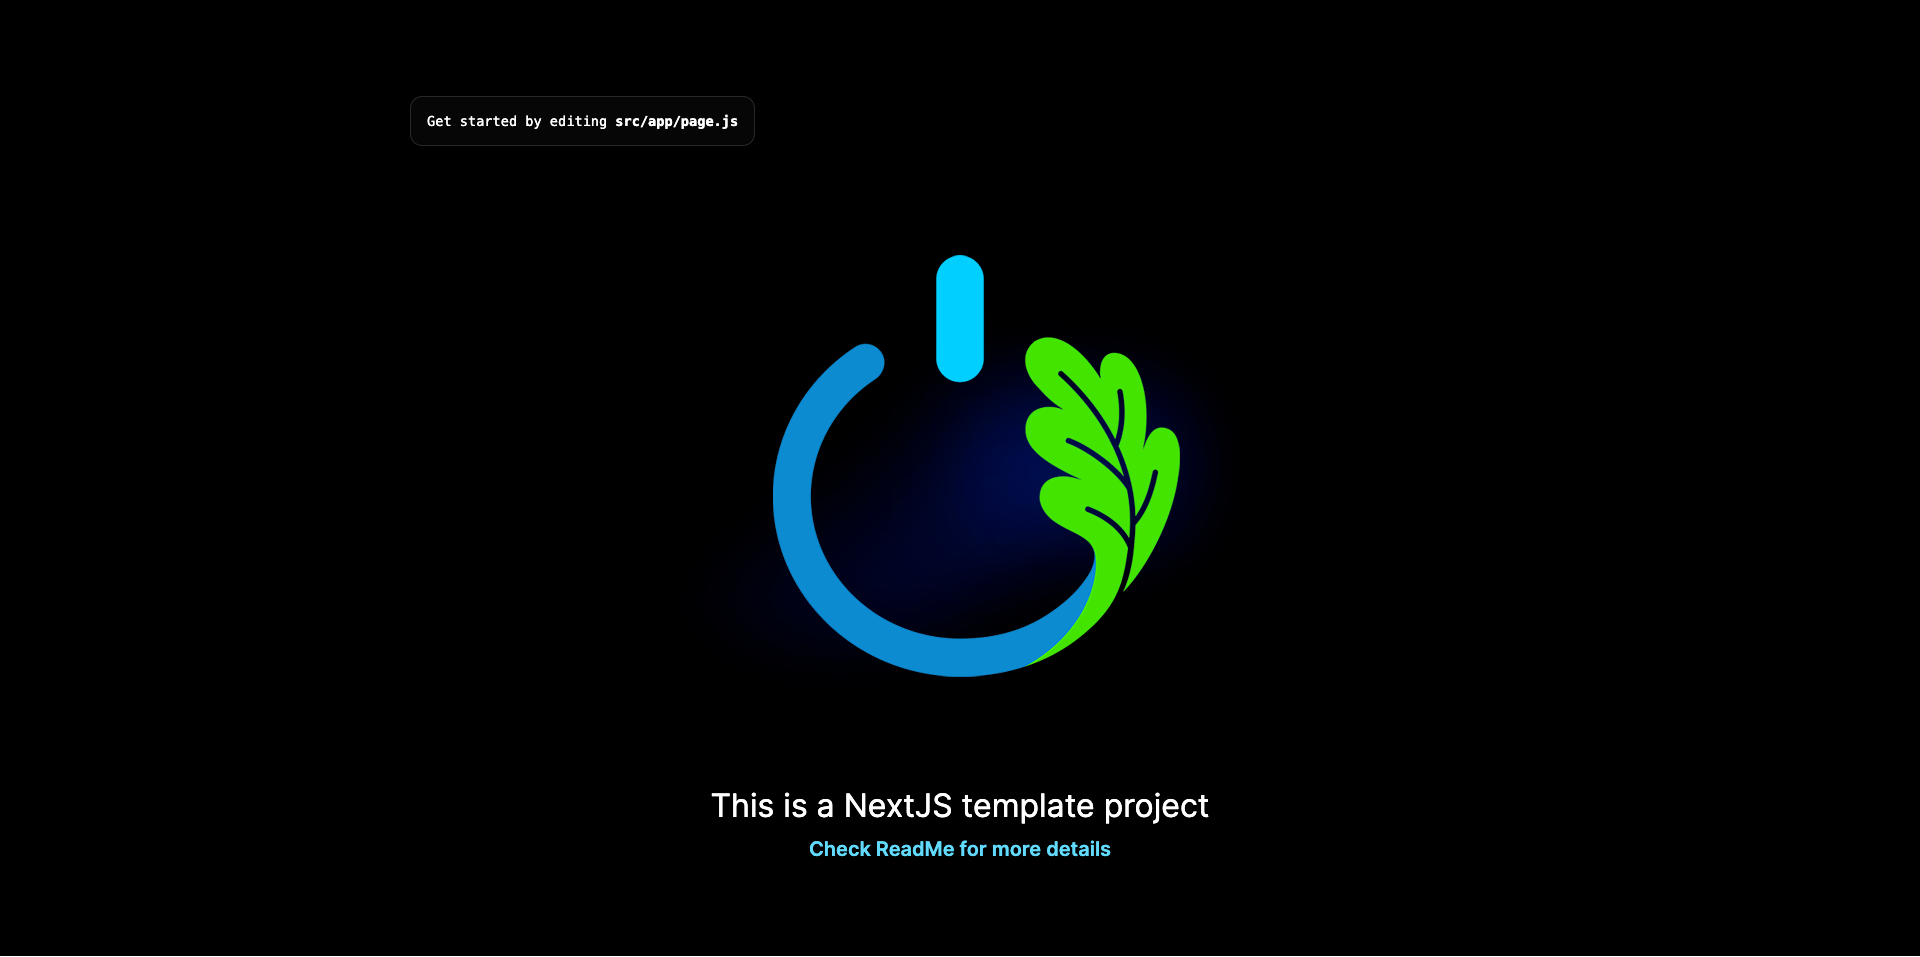 Get started by editing src/app/page.js
This is a NextJS template project
Check ReadMe for more details